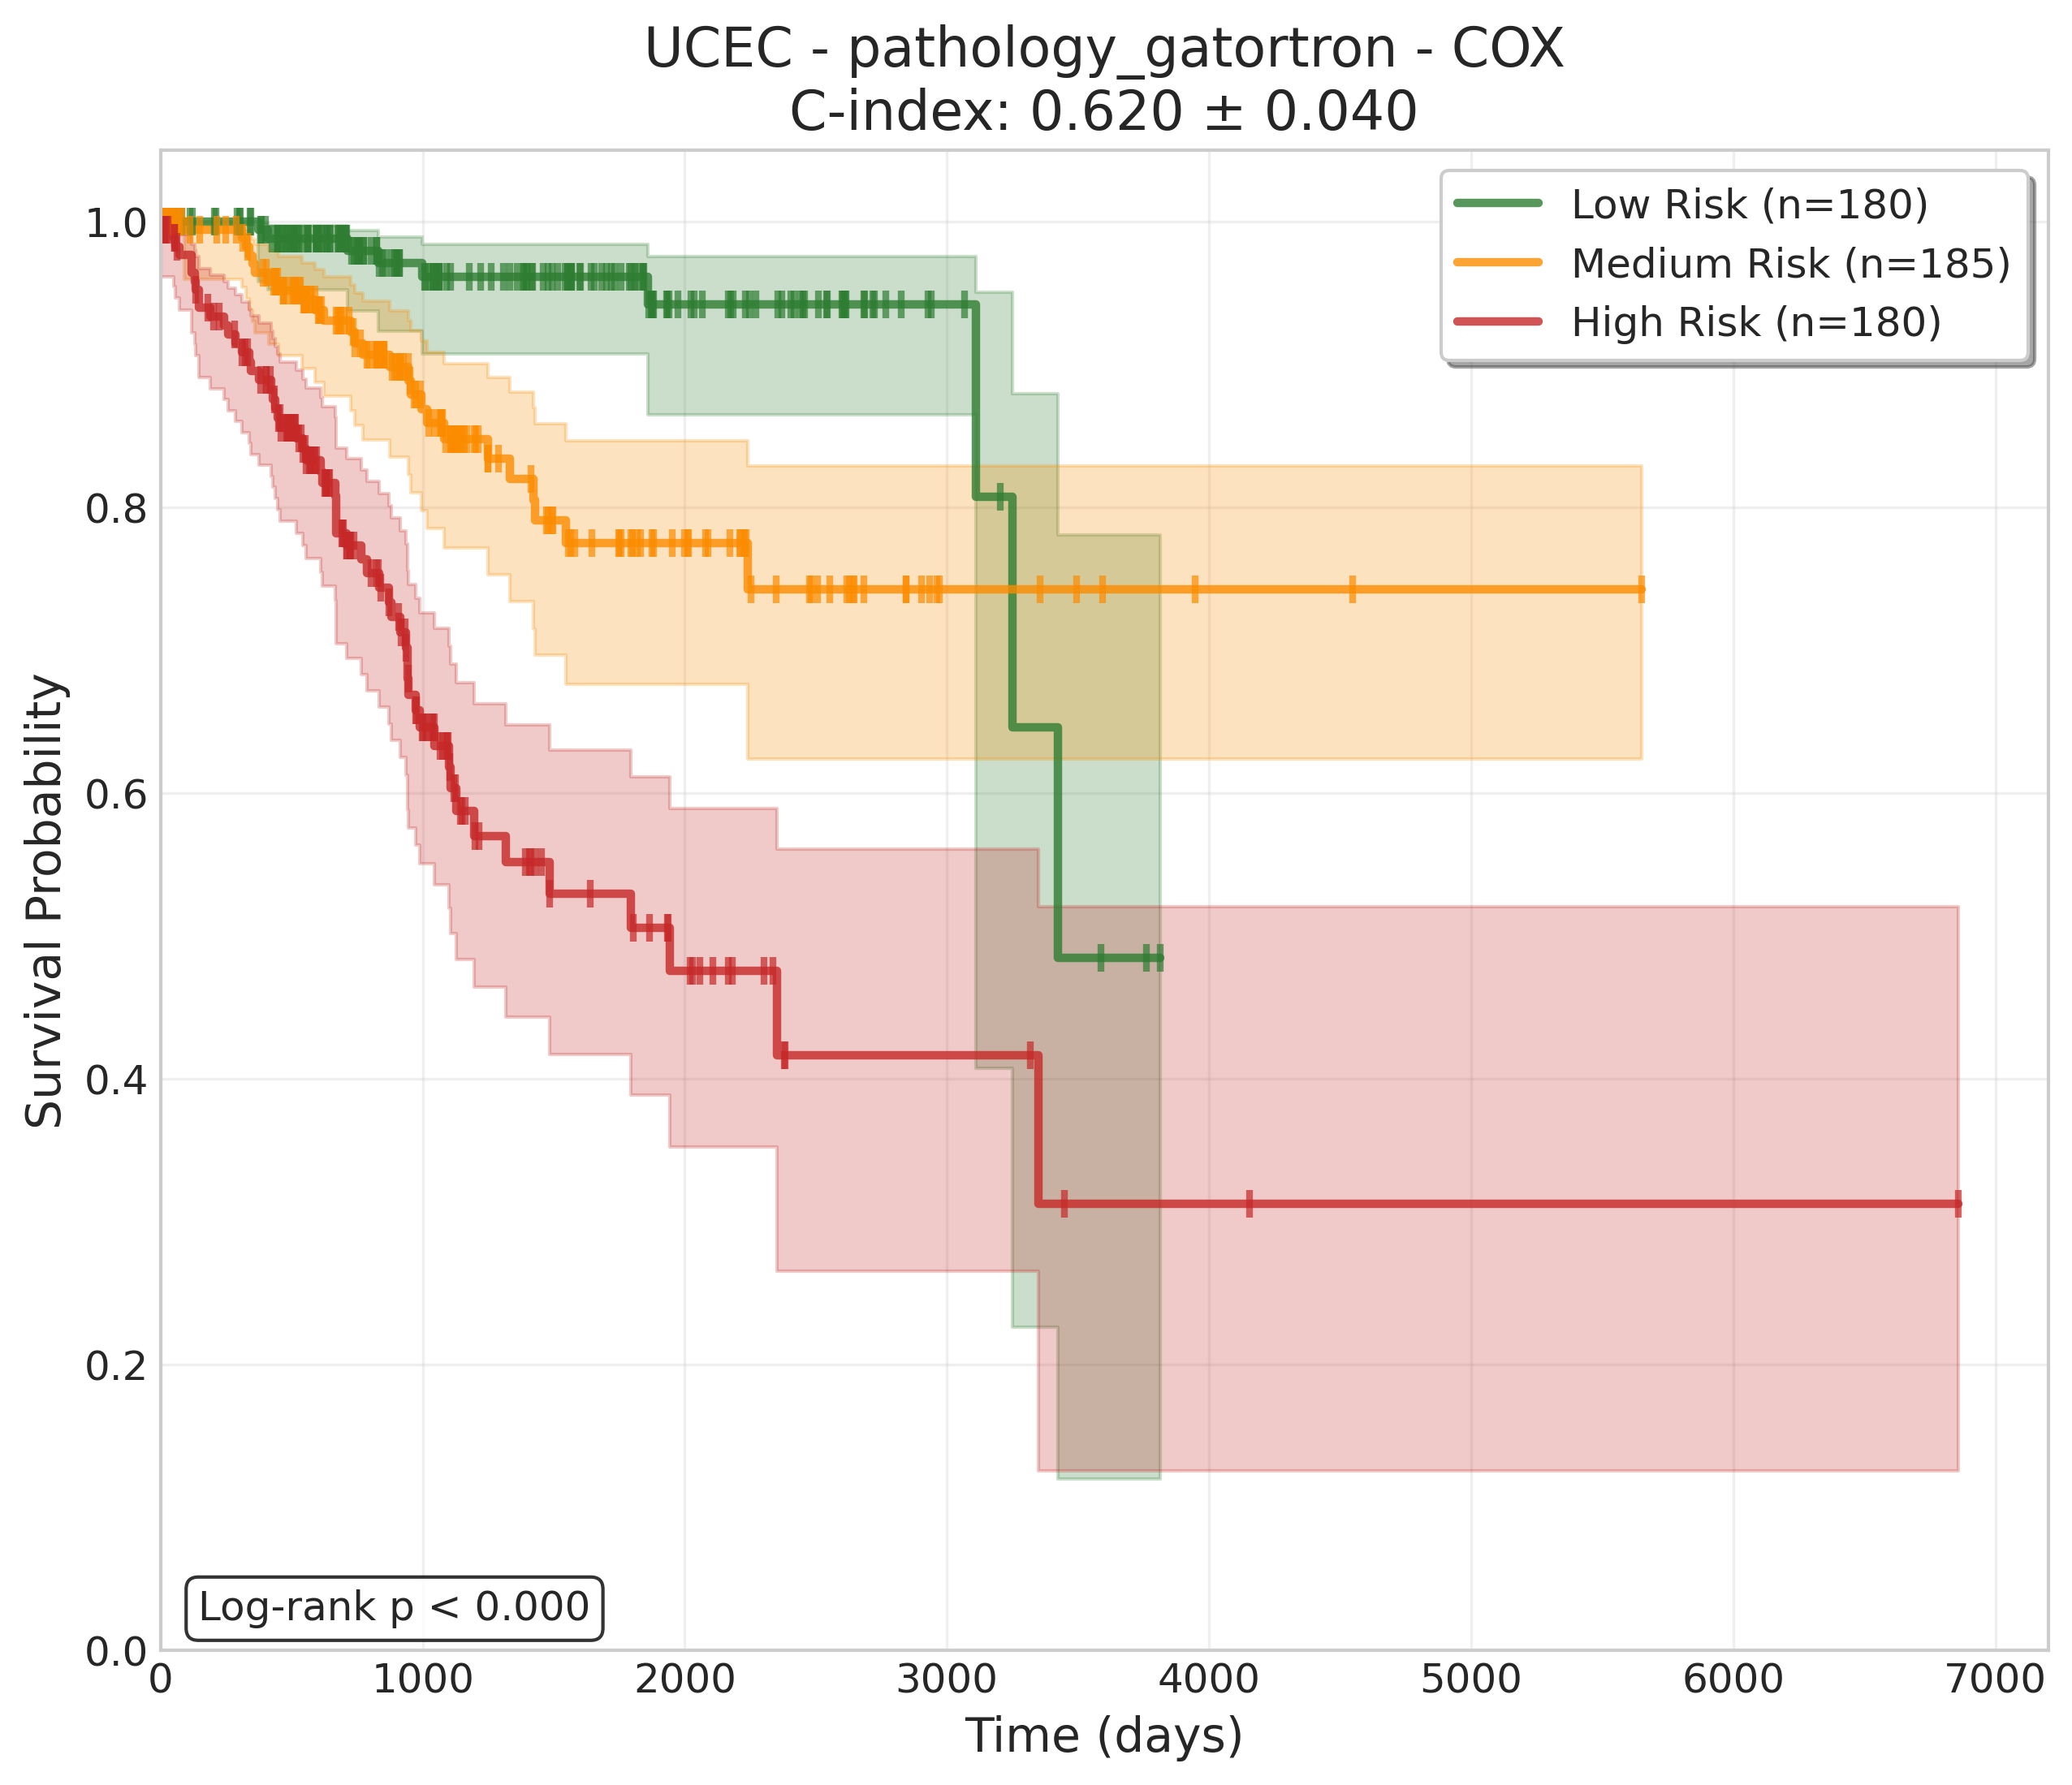 UCEC - pathology_gatortron - COX
C-index: 0.620 ± 0.040
Low Risk (n=180)
Medium Risk (n=185)
High Risk (n=180)
Survival Probability
1.0
0.8
0.6
0.4
0.2
0.0
Log-rank p < 0.000
0 1000 2000 3000 4000 5000 6000 7000
Time (days)